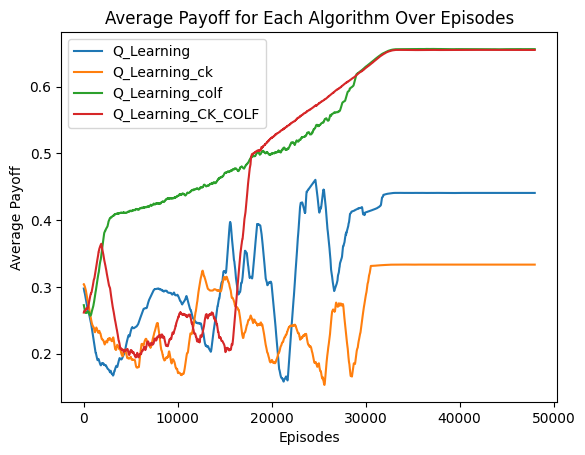 Average Payoff for Each Algorithm Over Episodes
Q_Learning
Q_Learning_ck
Q_Learning_colf
Q_Learning_CK_COLF
Average Payoff
0.6
0.5
0.4
0.3
0.2
0
10000
20000
30000
40000
50000
Episodes